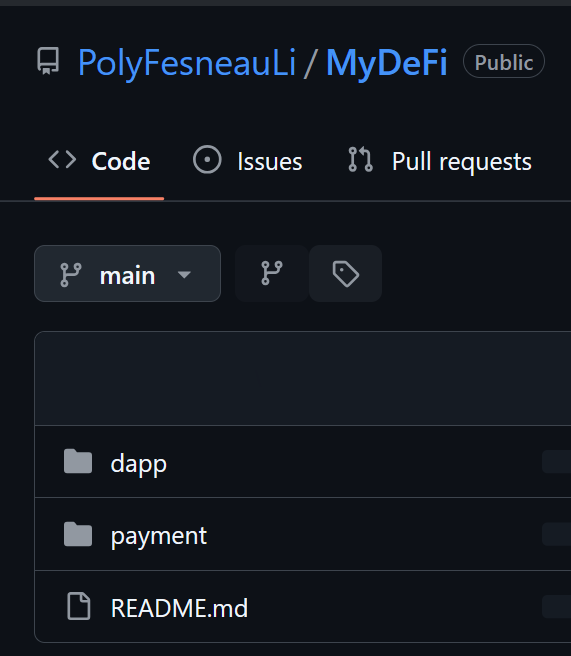 PolyFesneauLi / MyDeFi Public
Code Issues Pull requests
main
dapp
payment
README.md